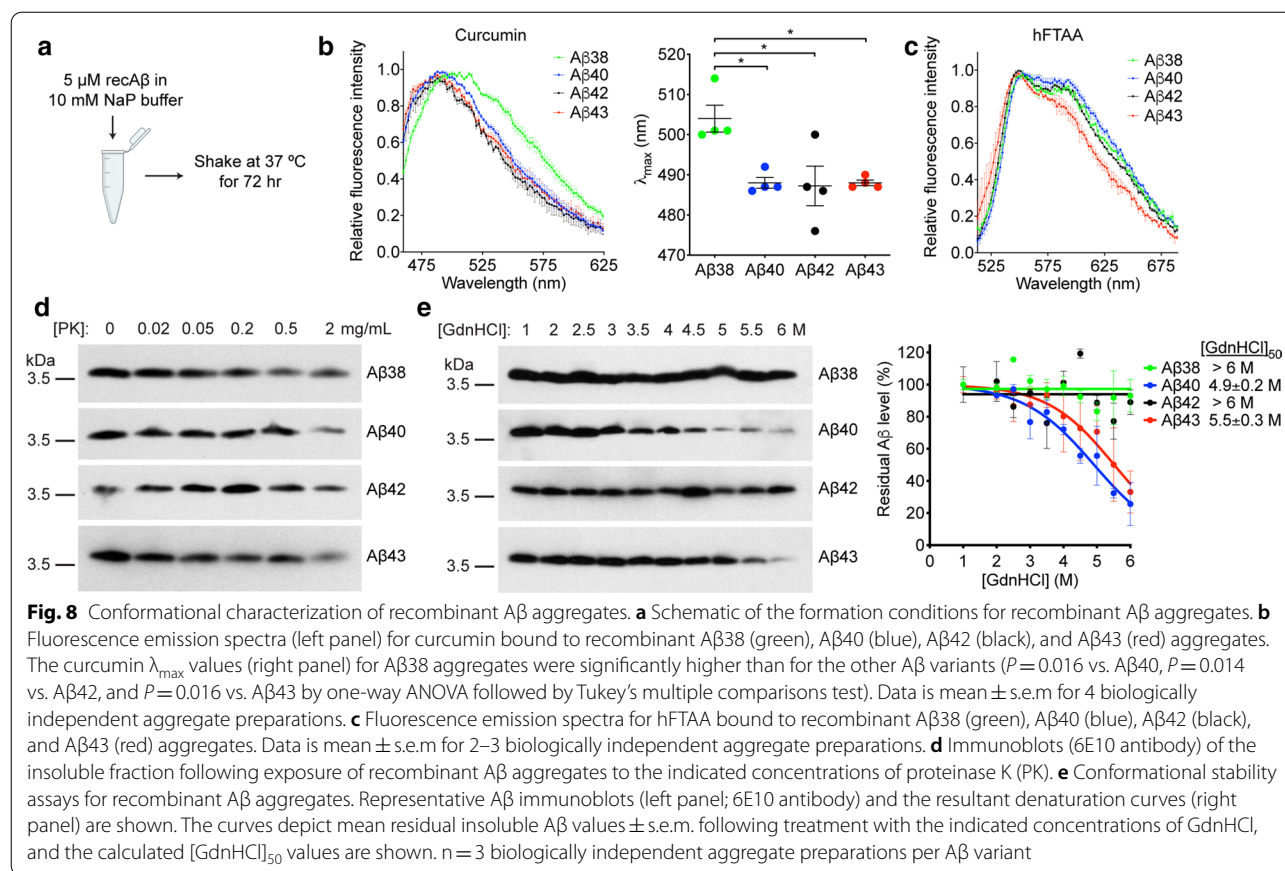 a
5 µM recAβ in
10 mM NaP buffer
Shake at 37 ºC
for 72 hr
b
Curcumin
Relative fluorescence intensity
1.0
0.8
0.6
0.4
0.2
0.0
475 525 575 625
Wavelength (nm)
Aβ38
Aβ40
Aβ42
Aβ43
λmax (nm)
520
510
500
490
480
470
Aβ38 Aβ40 Aβ42 Aβ43
*
*
*
c
hFTAA
Relative fluorescence intensity
1.0
0.8
0.6
0.4
0.2
0.0
525 575 625 675
Wavelength (nm)
Aβ38
Aβ40
Aβ42
Aβ43
d
[PK]: 0 0.02 0.05 0.2 0.5 2 mg/mL
kDa
3.5 Aβ38
3.5 Aβ40
3.5 Aβ42
3.5 Aβ43
e
[GdnHCl]: 1 2 2.5 3 3.5 4 4.5 5 5.5 6 M
kDa
3.5 Aβ38
3.5 Aβ40
3.5 Aβ42
3.5 Aβ43
Residual Aβ level (%)
120
100
80
60
40
20
0
0 1 2 3 4 5 6
[GdnHCl] (M)
[GdnHCl]50
Aβ38 > 6 M
Aβ40 4.9±0.2 M
Aβ42 > 6 M
Aβ43 5.5±0.3 M
Fig. 8 Conformational characterization of recombinant Aβ aggregates. a Schematic of the formation conditions for recombinant Aβ aggregates. b
Fluorescence emission spectra (left panel) for curcumin bound to recombinant Aβ38 (green), Aβ40 (blue), Aβ42 (black), and Aβ43 (red) aggregates.
The curcumin λmax values (right panel) for Aβ38 aggregates were significantly higher than for the other Aβ variants (P = 0.016 vs. Aβ40, P = 0.014
vs. Aβ42, and P = 0.016 vs. Aβ43 by one-way ANOVA followed by Tukey's multiple comparisons test). Data is mean ± s.e.m for 4 biologically
independent aggregate preparations. c Fluorescence emission spectra for hFTAA bound to recombinant Aβ38 (green), Aβ40 (blue), Aβ42 (black),
and Aβ43 (red) aggregates. Data is mean ± s.e.m for 2–3 biologically independent aggregate preparations. d Immunoblots (6E10 antibody) of the
insoluble fraction following exposure of recombinant Aβ aggregates to the indicated concentrations of proteinase K (PK). e Conformational stability
assays for recombinant Aβ aggregates. Representative Aβ immunoblots (left panel; 6E10 antibody) and the resultant denaturation curves (right
panel) are shown. The curves depict mean residual insoluble Aβ values ± s.e.m. following treatment with the indicated concentrations of GdnHCl,
and the calculated [GdnHCl]50 values are shown. n = 3 biologically independent aggregate preparations per Aβ variant